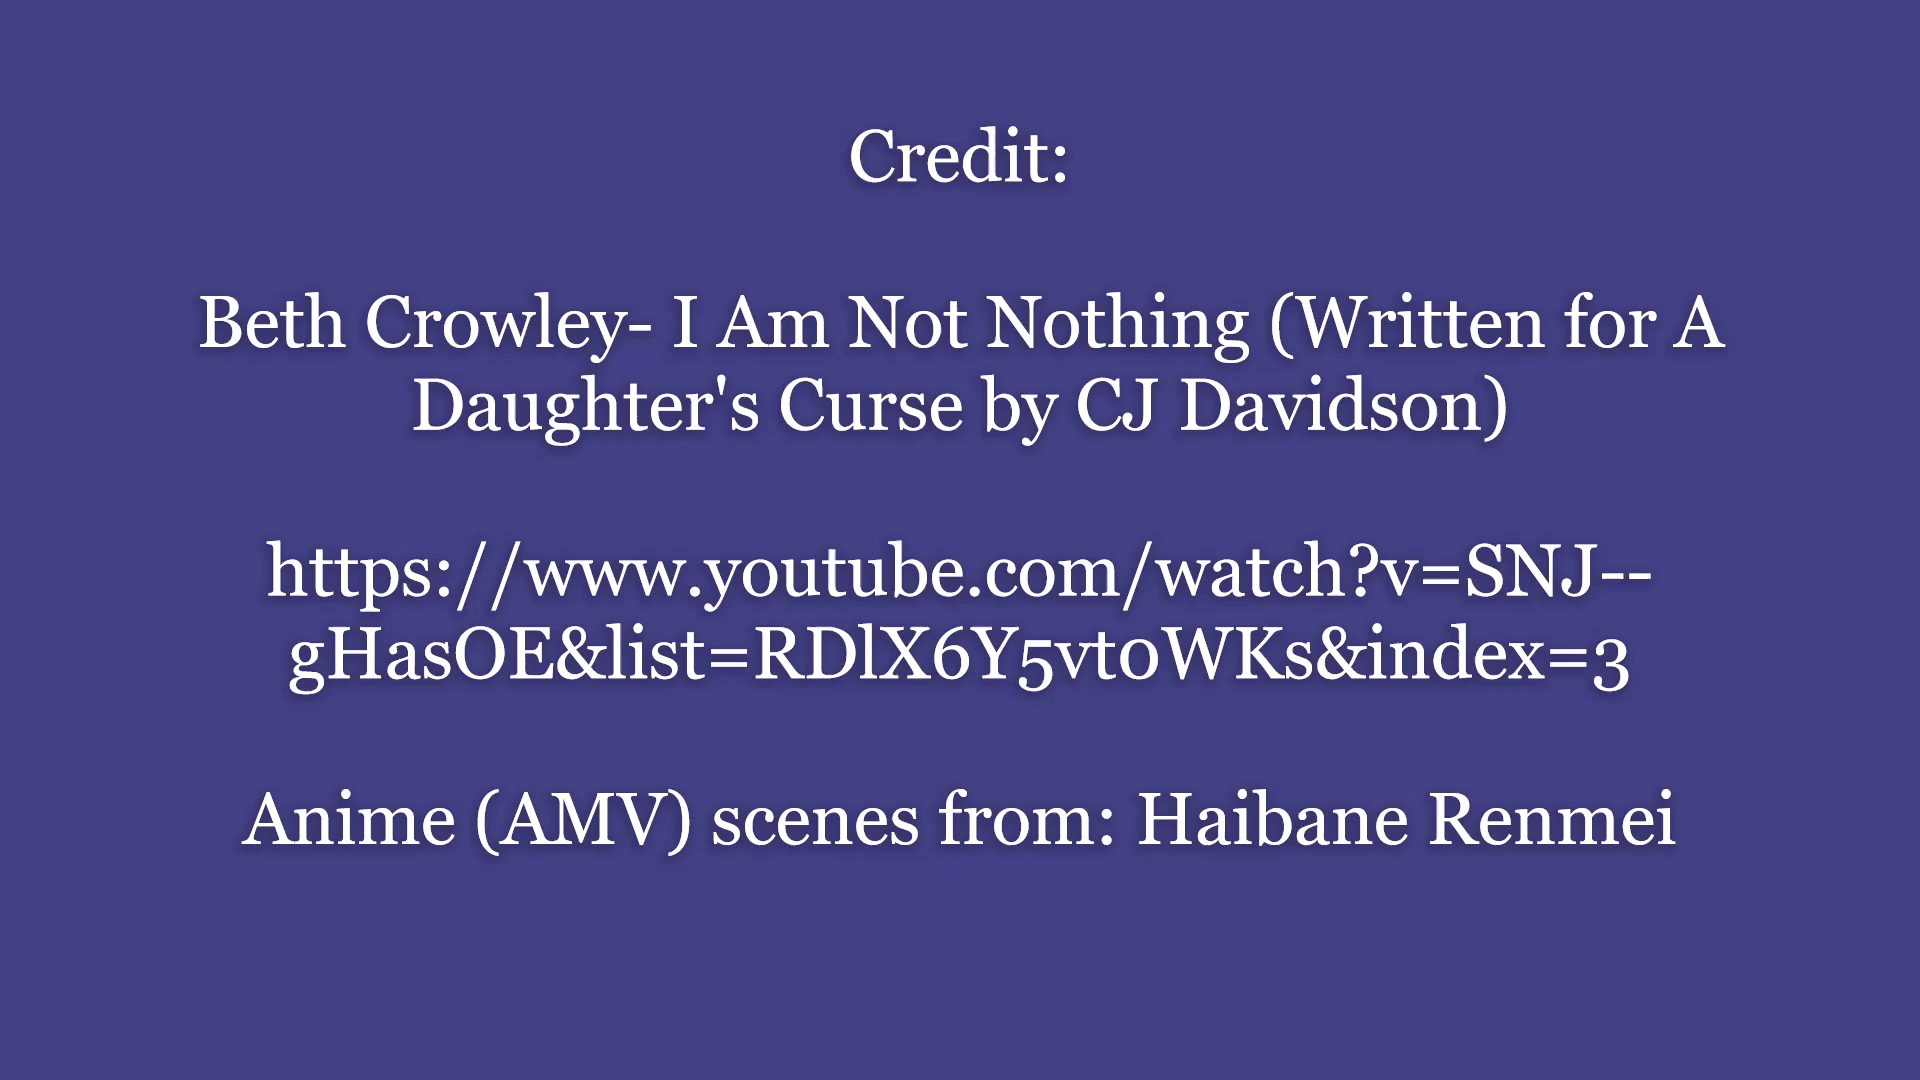 Credit:
Beth Crowley- I Am Not Nothing (Written for A
Daughter's Curse by CJ Davidson)
https://www.youtube.com/watch?v=SNJ--
gHasOE&list=RDlX6Y5vt0WKs&index=3
Anime (AMV) scenes from: Haibane Renmei